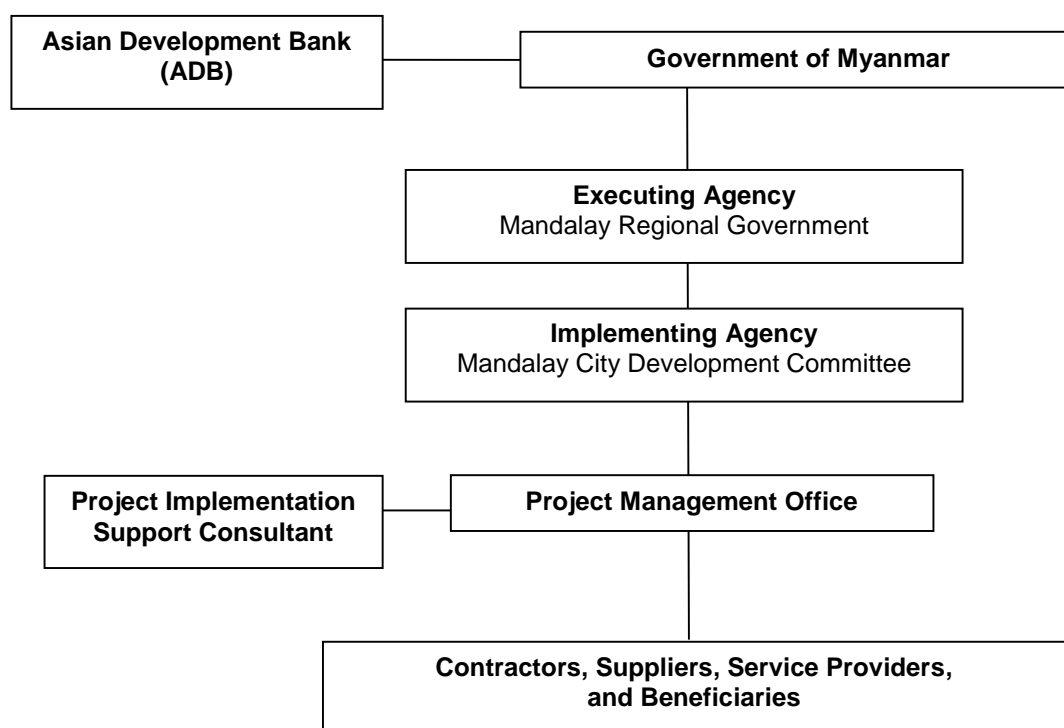 Asian Development Bank
(ADB)
Government of Myanmar
Executing Agency
Mandalay Regional Government
Implementing Agency
Mandalay City Development Committee
Project Implementation
Support Consultant
Project Management Office
Contractors, Suppliers, Service Providers,
and Beneficiaries